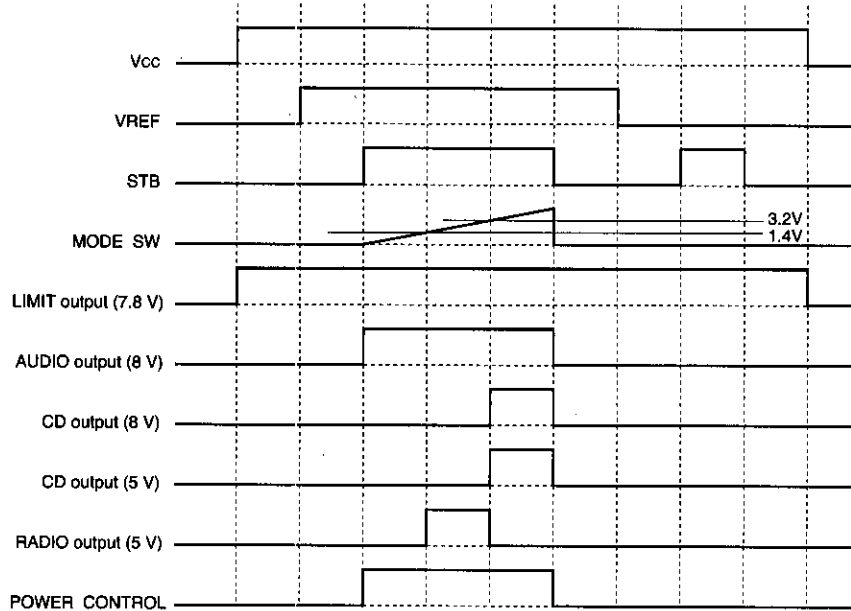 Vcc
VREF
STB
3.2V
MODE SW
1.4V
LIMIT output (7.8 V)
AUDIO output (8 V)
CD output (8 V)
CD output (5 V)
RADIO output (5 V)
POWER CONTROL